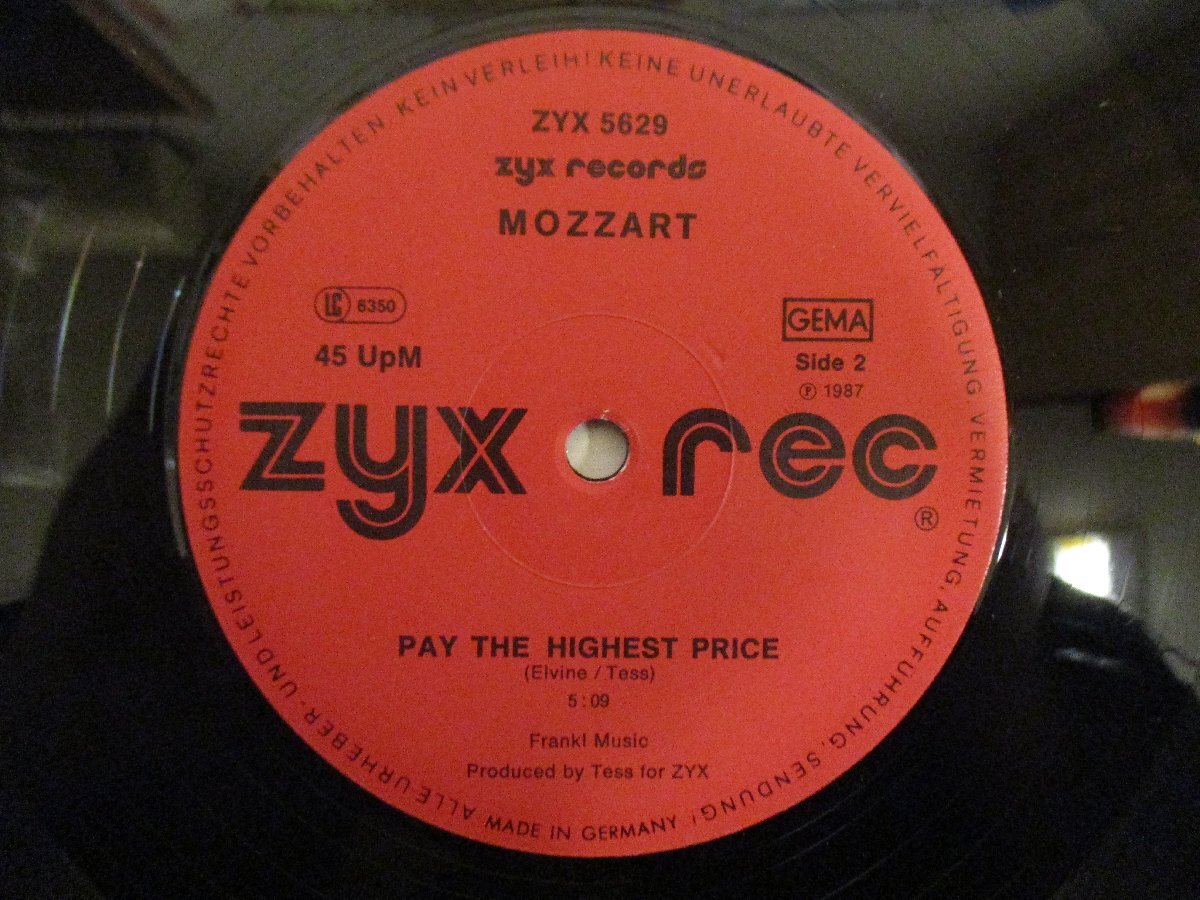 ALLE URHEBER- UND LEISTUNGSSCHUTZRECHTE VORBEHALTEN. KEIN VERLEIH! KEINE UNERLAUBTE VERVIELFÄLTIGUNG VERMIETUNG, AUFFÜHRUNG, SENDUNG!
ZYX 5629
zyx records
MOZZART
LC 6350
GEMA
45 UpM
Side 2
℗ 1987
zyx rec ®
PAY THE HIGHEST PRICE
(Elvine / Tess)
5:09
Frankl Music
Produced by Tess for ZYX
MADE IN GERMANY